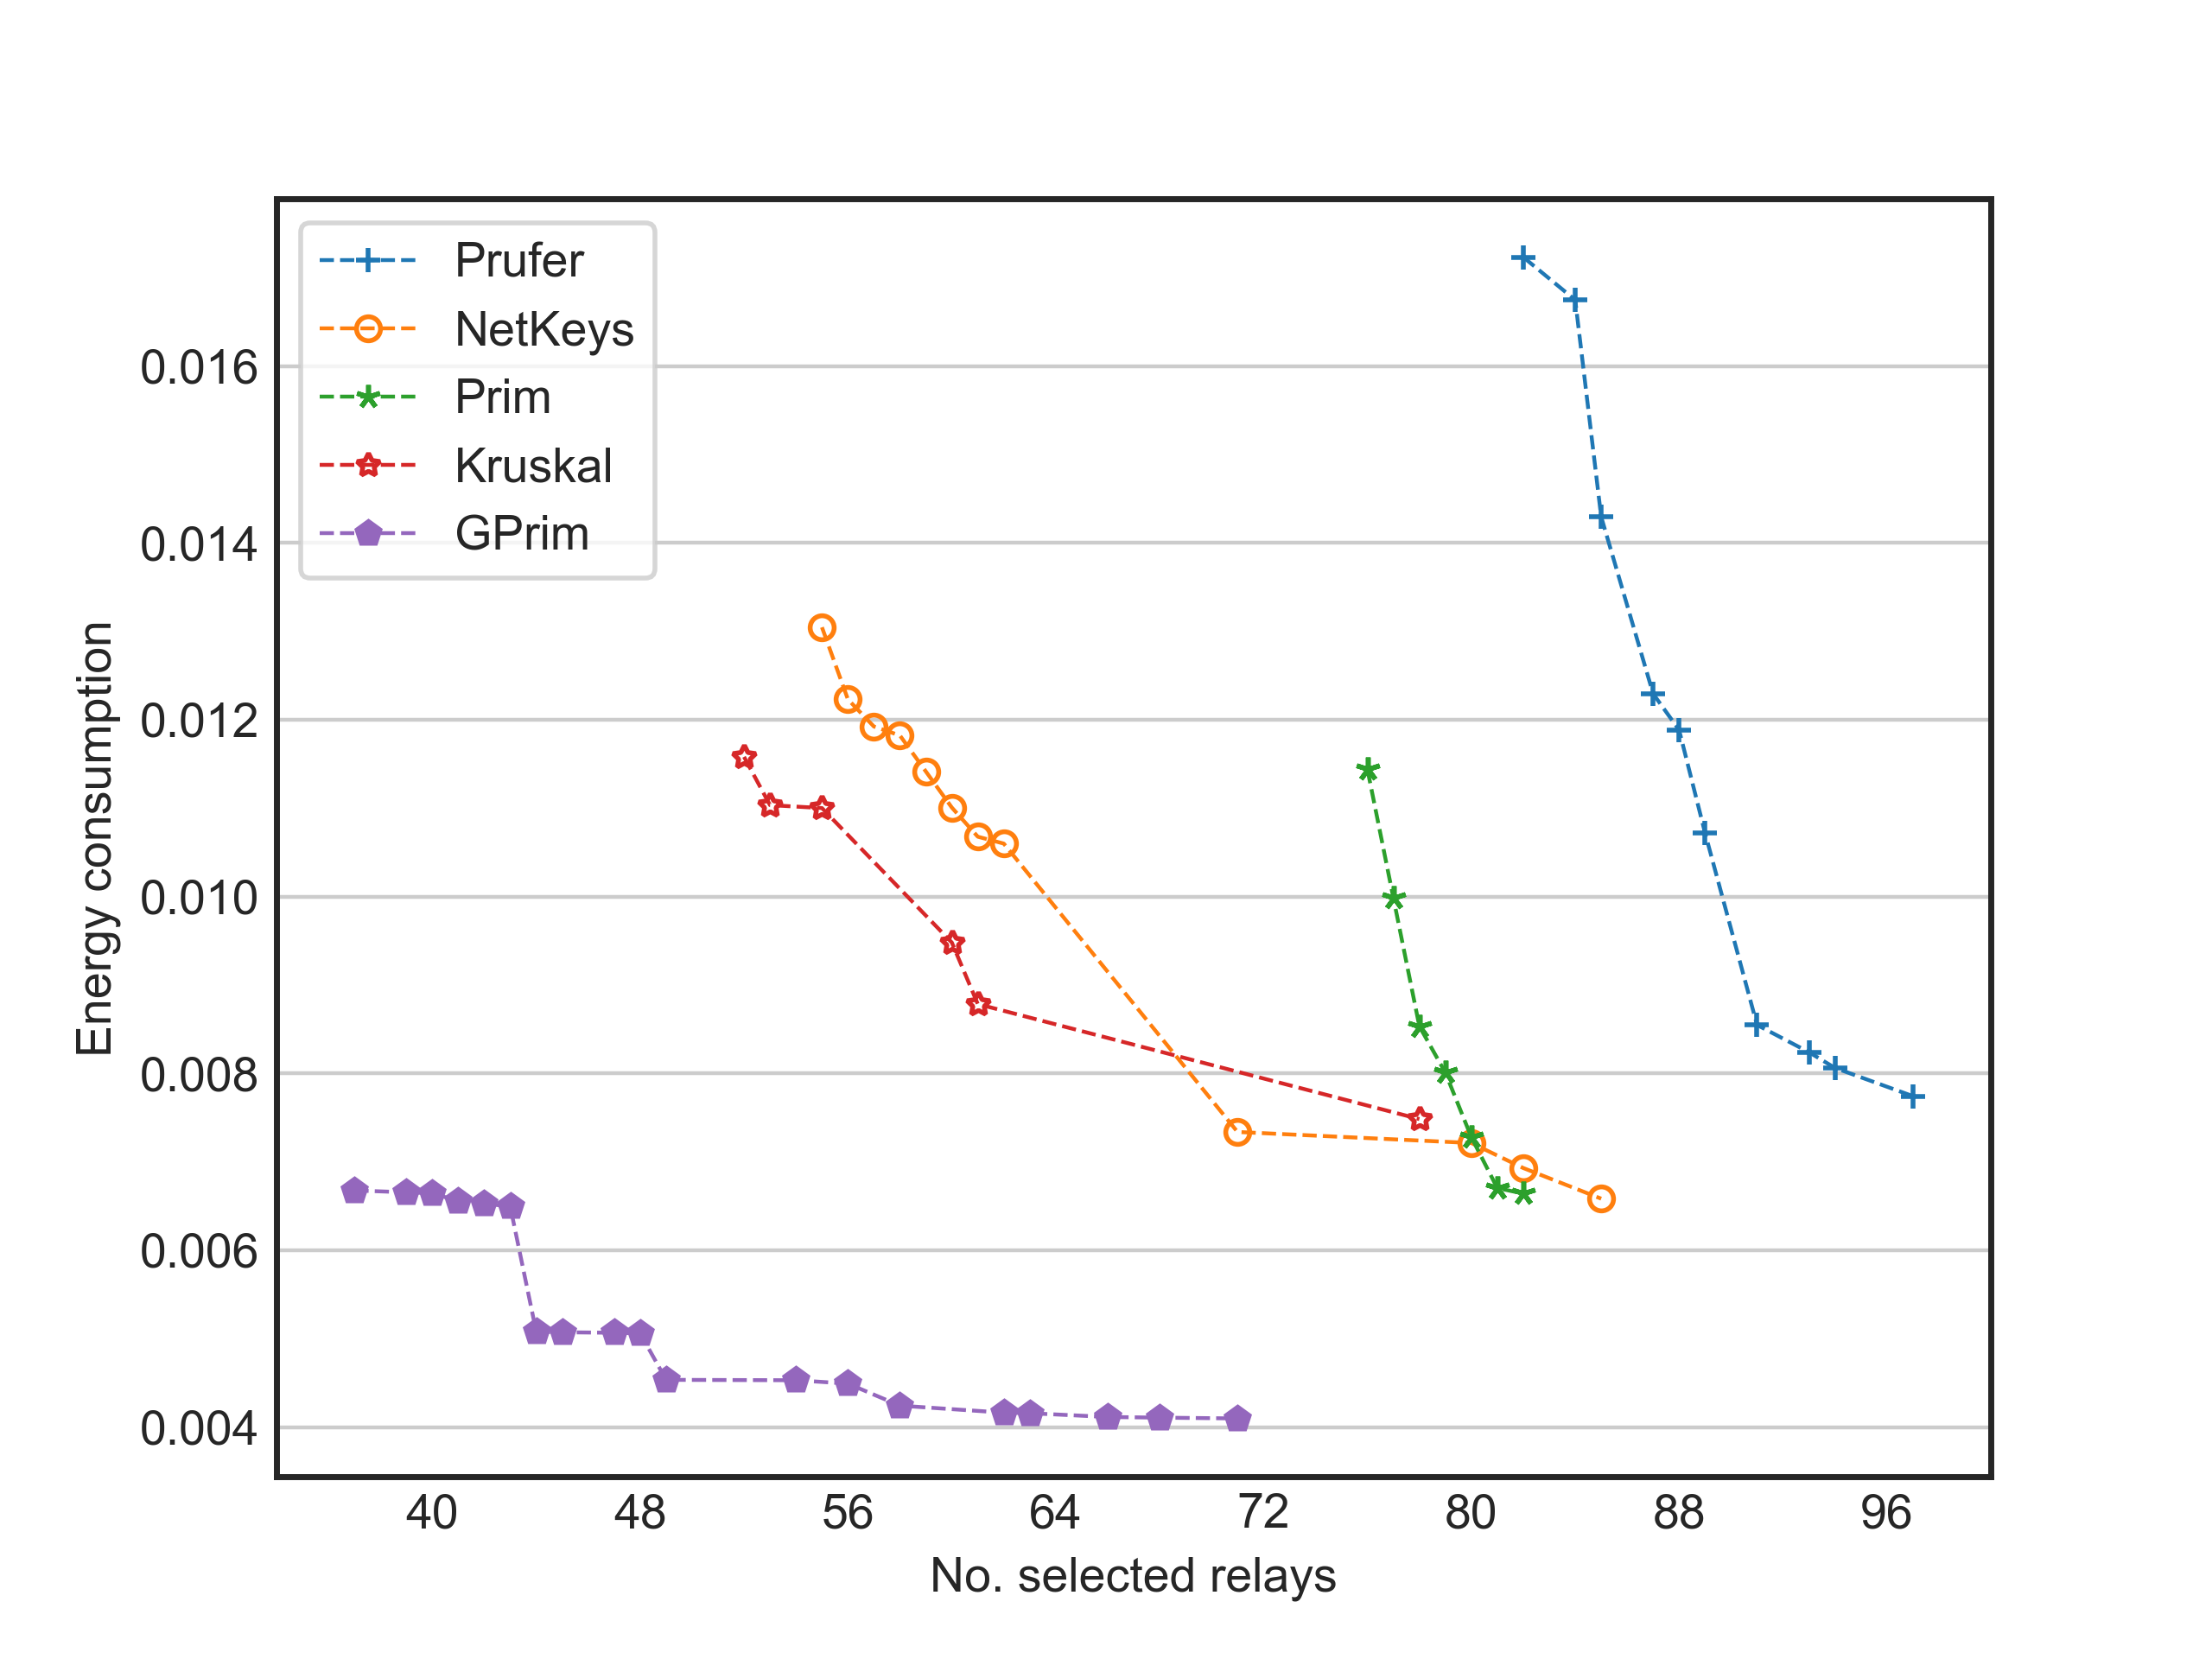 Prufer
NetKeys
Prim
Kruskal
GPrim
0.016
0.014
0.012
0.010
0.008
0.006
0.004
Energy consumption
40 48 56 64 72 80 88 96
No. selected relays